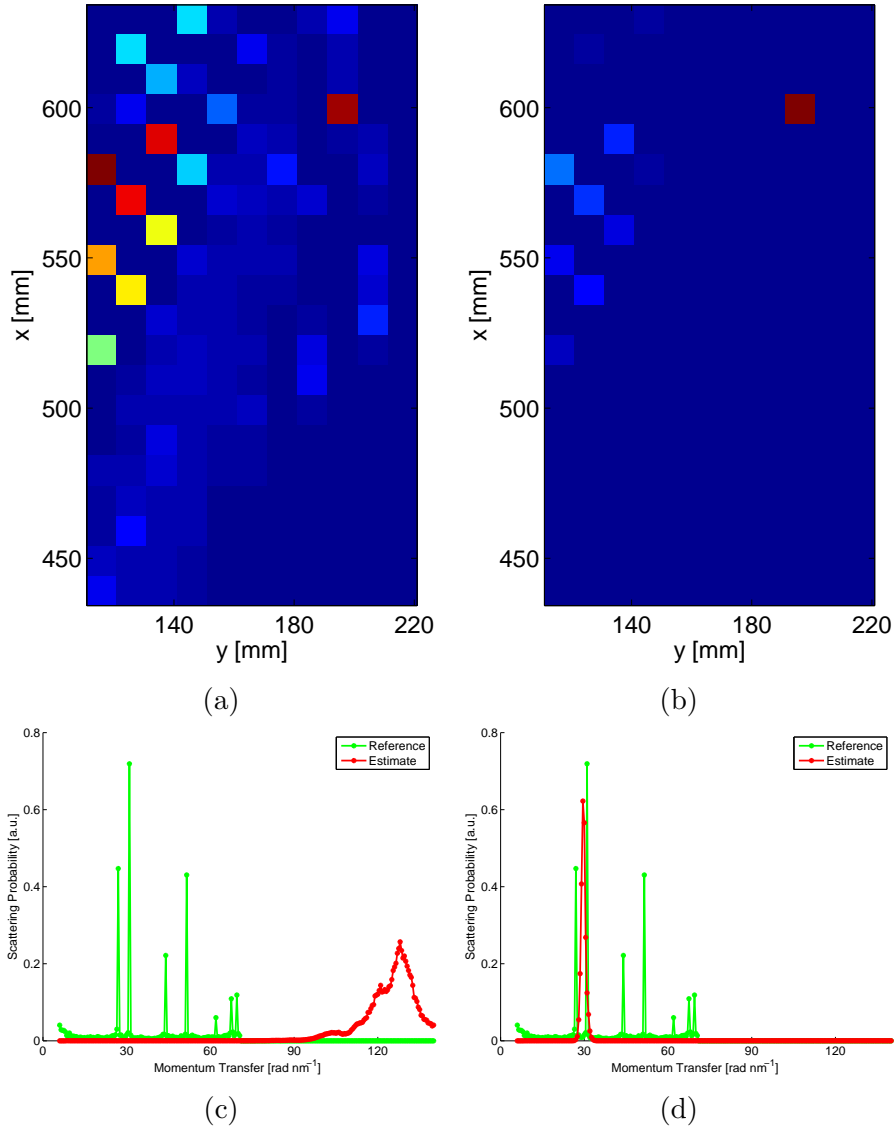 600
550
500
450
x [mm]
140
180
220
y [mm]
(a)
600
550
500
450
x [mm]
140
180
220
y [mm]
(b)
0.8
0.6
0.4
0.2
0
Scattering Probability [a.u.]
Reference
Estimate
0
30
60
90
120
Momentum Transfer [rad nm⁻¹]
(c)
0.8
0.6
0.4
0.2
0
Scattering Probability [a.u.]
Reference
Estimate
0
30
60
90
120
Momentum Transfer [rad nm⁻¹]
(d)